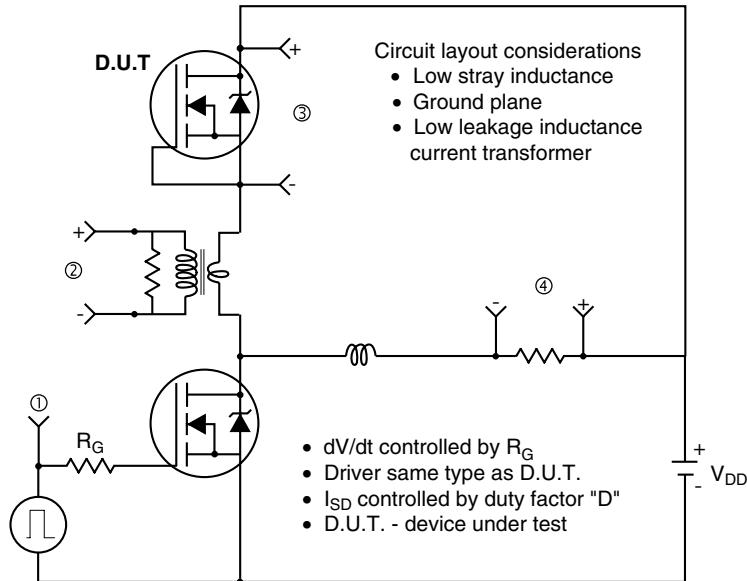 D.U.T
+
③
-
Circuit layout considerations
• Low stray inductance
• Ground plane
• Low leakage inductance
current transformer
+
②
-
-
④
+
①
R_G
• dV/dt controlled by R_G
• Driver same type as D.U.T.
• I_SD controlled by duty factor "D"
• D.U.T. - device under test
+
-
V_DD